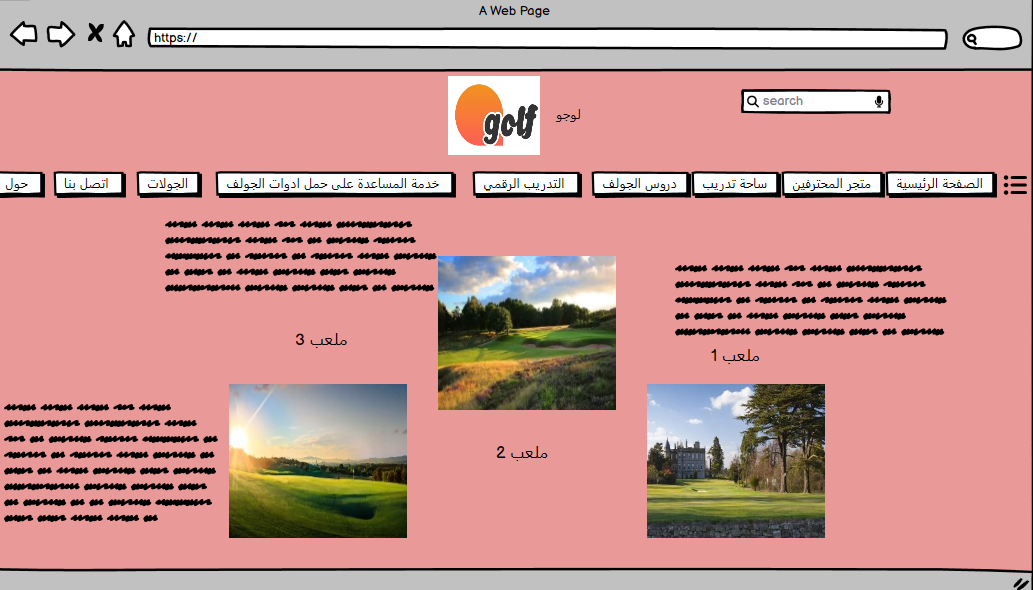 A Web Page
https://
golf
لوجو
search
الصفحة الرئيسية
متجر المحترفين
ساحة تدريب
دروس الجولف
التدريب الرقمي
خدمة المساعدة على حمل ادوات الجولف
الجولات
اتصل بنا
حول
ملعب 1
ملعب 2
ملعب 3